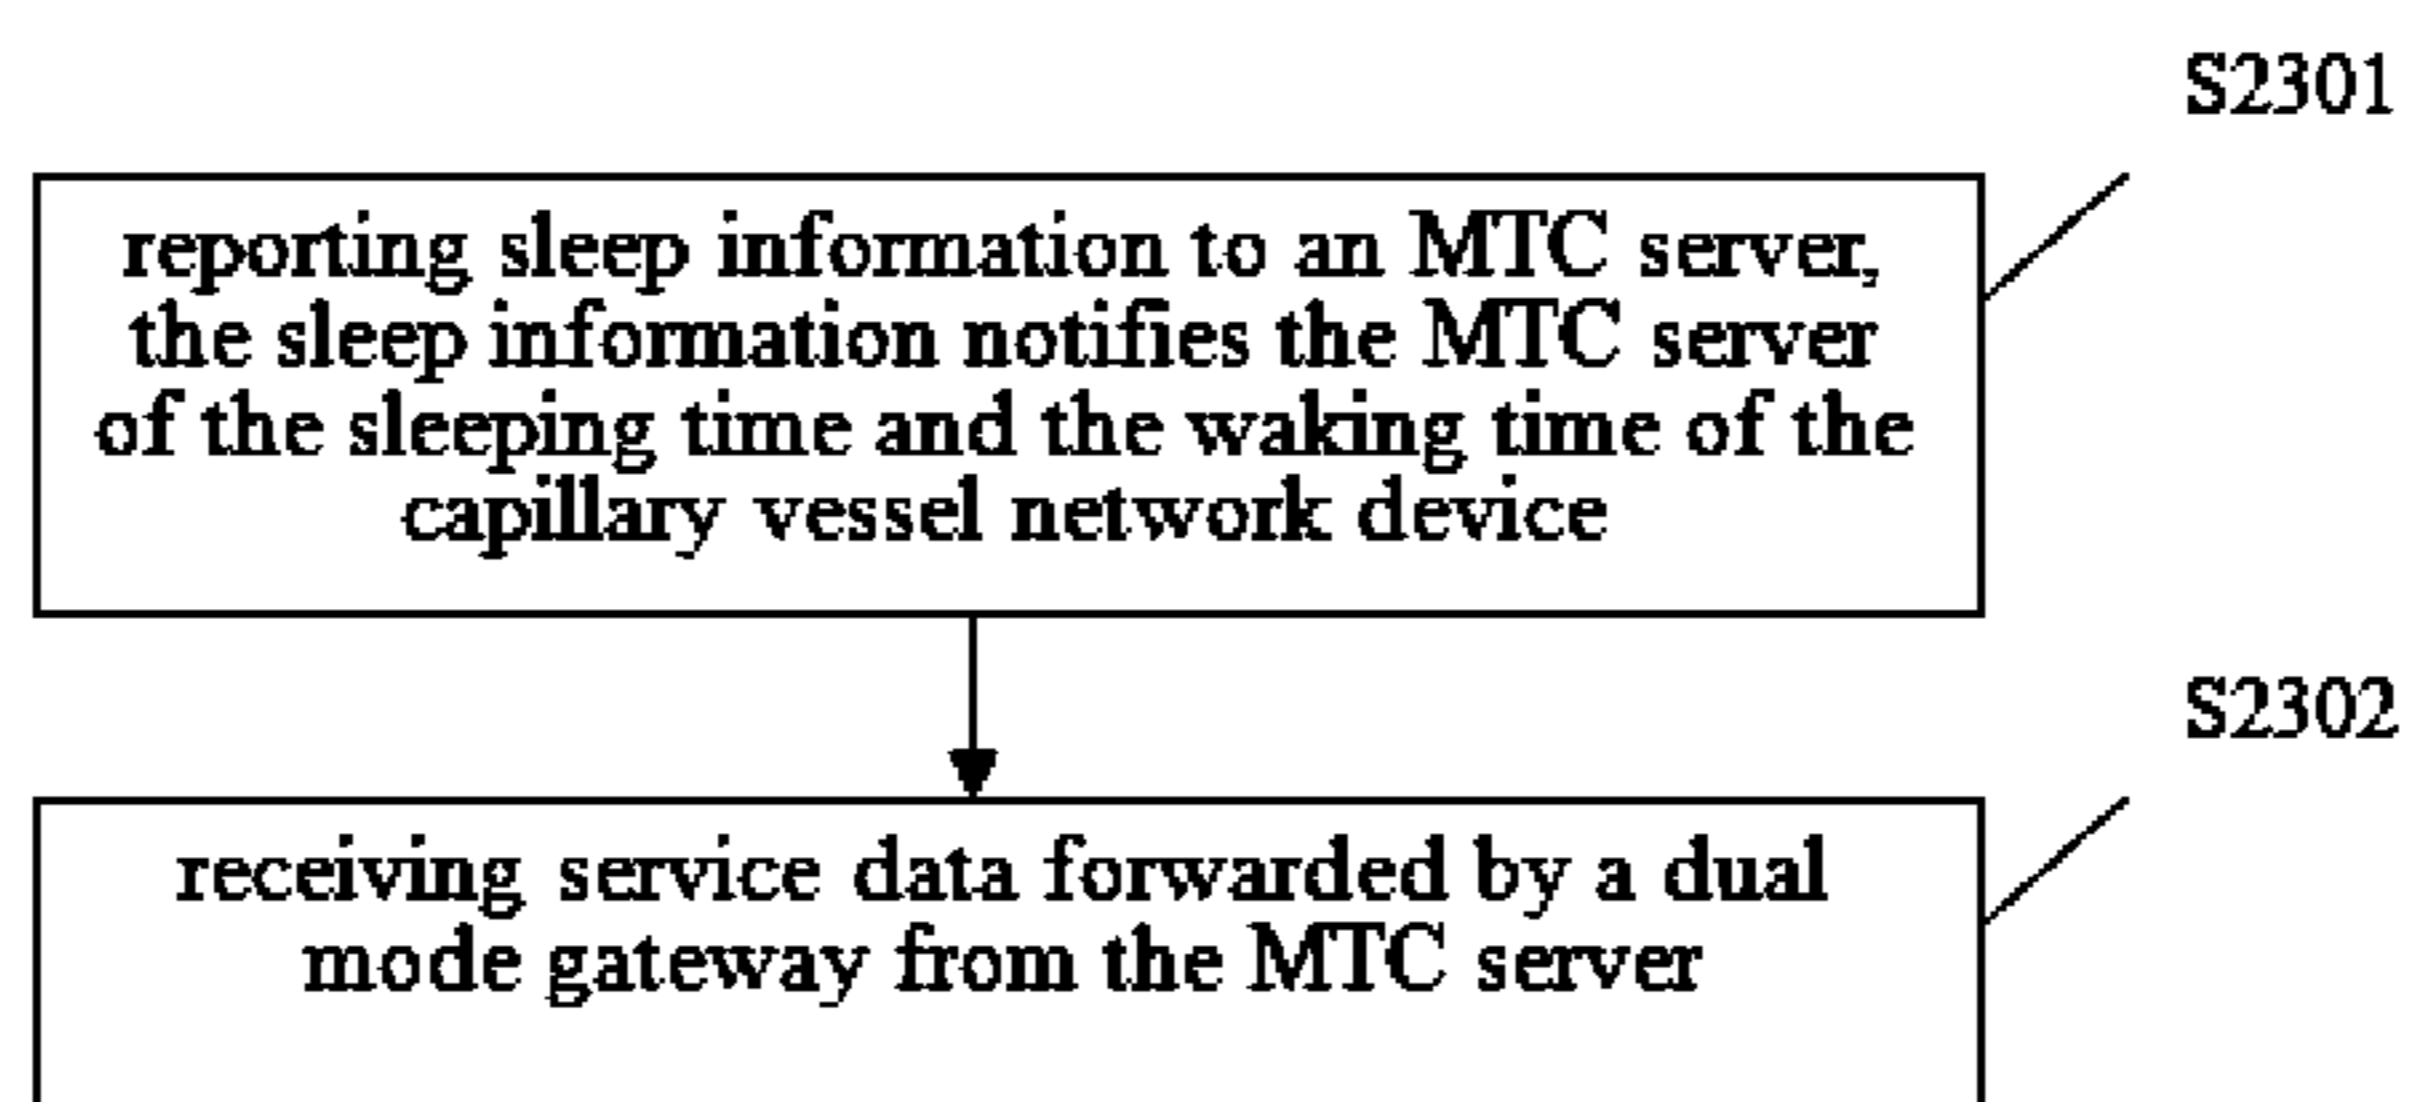 S2301
reporting sleep information to an MTC server,
the sleep information notifies the MTC server
of the sleeping time and the waking time of the
capillary vessel network device
S2302
receiving service data forwarded by a dual
mode gateway from the MTC server